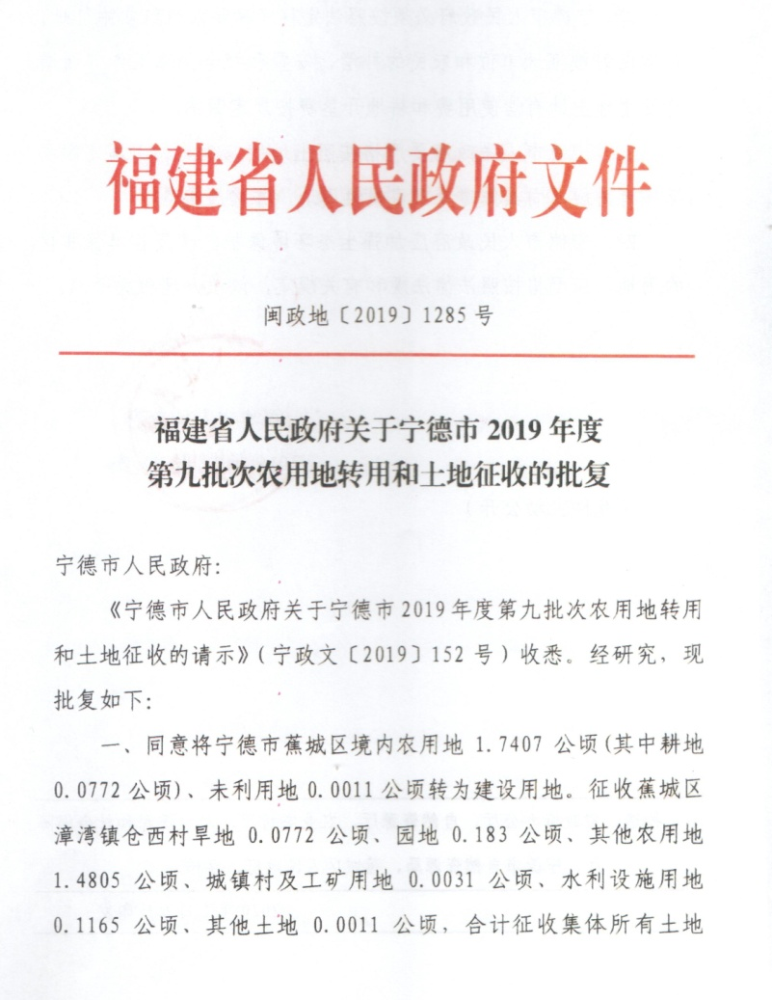 福建省人民政府文件
闽政地〔2019〕1285 号
福建省人民政府关于宁德市 2019 年度
第九批次农用地转用和土地征收的批复
宁德市人民政府:
《宁德市人民政府关于宁德市 2019 年度第九批次农用地转用
和土地征收的请示》(宁政文〔2019〕152 号) 收悉。经研究, 现
批复如下:
一、同意将宁德市蕉城区境内农用地 1.7407 公顷(其中耕地
0.0772 公顷)、未利用地 0.0011 公顷转为建设用地。征收蕉城区
漳湾镇仓西村旱地 0.0772 公顷、园地 0.183 公顷、其他农用地
1.4805 公顷、城镇村及工矿用地 0.0031 公顷、水利设施用地
0.1165 公顷、其他土地 0.0011 公顷, 合计征收集体所有土地